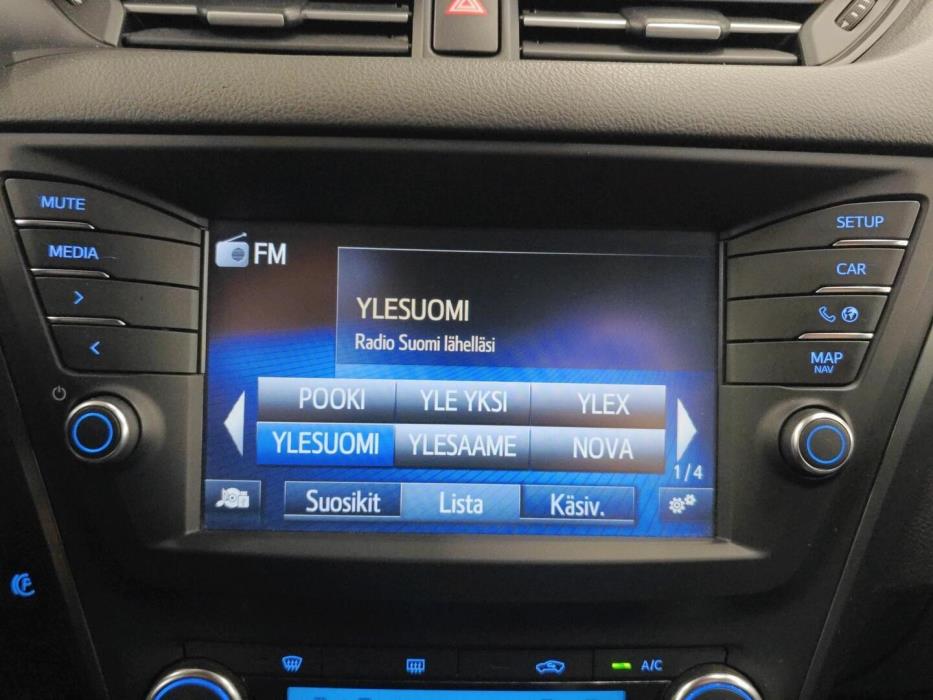 MUTE
MEDIA
SETUP
CAR
MAP
NAV
FM
YLESUOMI
Radio Suomi lähelläsi
POOKI YLE YKSI YLEX
YLESUOMI YLESAAME NOVA
1/4
Suosikit Lista Käsiv.
A/C